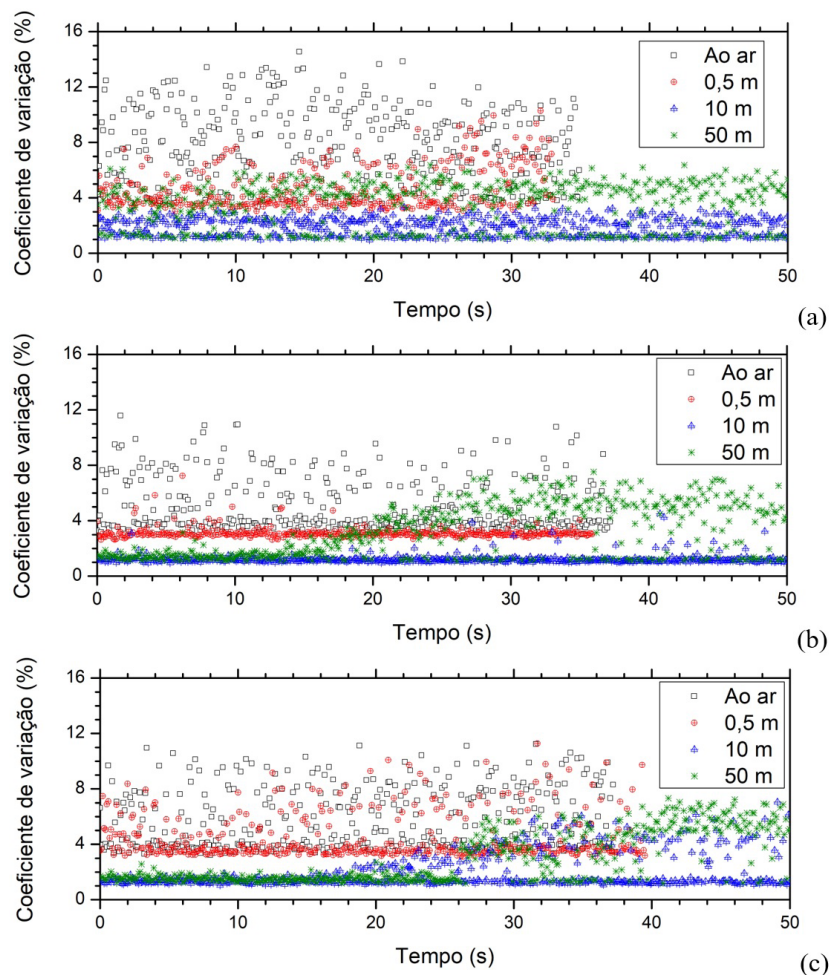 Coeficiente de variação (%)
16
12
8
4
0
Ao ar
0,5 m
10 m
50 m
0 10 20 30 40 50
Tempo (s)
(a)
Coeficiente de variação (%)
16
12
8
4
0
Ao ar
0,5 m
10 m
50 m
0 10 20 30 40 50
Tempo (s)
(b)
Coeficiente de variação (%)
16
12
8
4
0
Ao ar
0,5 m
10 m
50 m
0 10 20 30 40 50
Tempo (s)
(c)